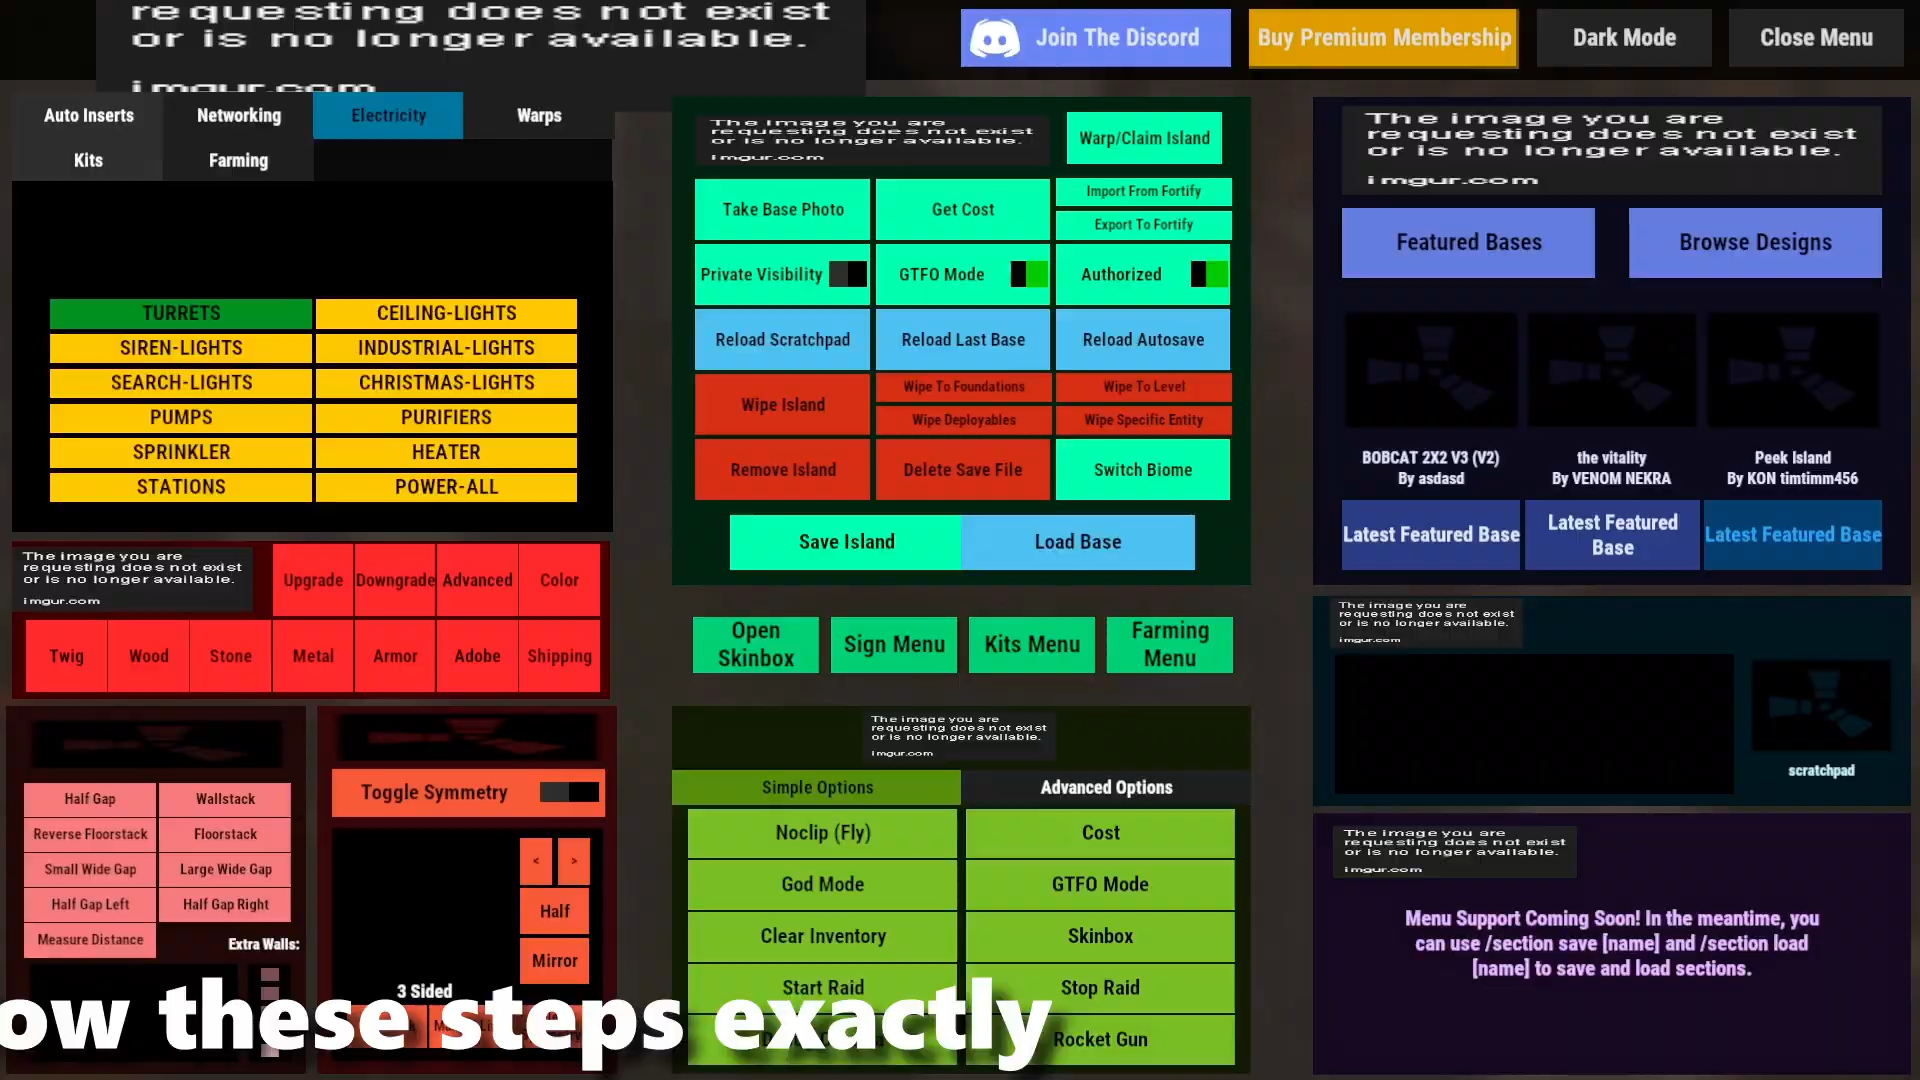 requesting does not exist
or is no longer available.
imgur.com
Join The Discord
Buy Premium Membership
Dark Mode
Close Menu
Auto Inserts
Networking
Electricity
Warps
Kits
Farming
TURRETS
CEILING-LIGHTS
SIREN-LIGHTS
INDUSTRIAL-LIGHTS
SEARCH-LIGHTS
CHRISTMAS-LIGHTS
PUMPS
PURIFIERS
SPRINKLER
HEATER
STATIONS
POWER-ALL
The image you are
requesting does not exist
or is no longer available.
imgur.com
Upgrade
Downgrade
Advanced
Color
Twig
Wood
Stone
Metal
Armor
Adobe
Shipping
Half Gap
Wallstack
Reverse Floorstack
Floorstack
Small Wide Gap
Large Wide Gap
Half Gap Left
Half Gap Right
Measure Distance
Extra Walls:
Toggle Symmetry
<
>
Half
Mirror
3 Sided
The image you are
requesting does not exist
or is no longer available.
imgur.com
Warp/Claim Island
Take Base Photo
Get Cost
Import From Fortify
Export To Fortify
Private Visibility
GTFO Mode
Authorized
Reload Scratchpad
Reload Last Base
Reload Autosave
Wipe Island
Wipe To Foundations
Wipe To Level
Wipe Deployables
Wipe Specific Entity
Remove Island
Delete Save File
Switch Biome
Save Island
Load Base
Open
Skinbox
Sign Menu
Kits Menu
Farming
Menu
The image you are
requesting does not exist
or is no longer available.
imgur.com
Simple Options
Advanced Options
Noclip (Fly)
Cost
God Mode
GTFO Mode
Clear Inventory
Skinbox
Start Raid
Stop Raid
Rocket Gun
The image you are
requesting does not exist
or is no longer available.
imgur.com
Featured Bases
Browse Designs
BOBCAT 2X2 V3 (V2)
By asdasd
the vitality
By VENOM NEKRA
Peek Island
By KON timtimm456
Latest Featured Base
Latest Featured
Base
Latest Featured Base
The image you are
requesting does not exist
or is no longer available.
imgur.com
scratchpad
The image you are
requesting does not exist
or is no longer available.
imgur.com
Menu Support Coming Soon! In the meantime, you
can use /section save [name] and /section load
[name] to save and load sections.
ow these steps exactly